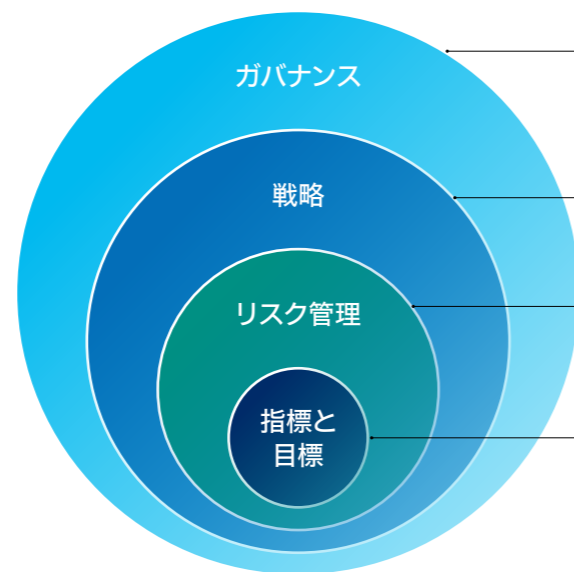 ガバナンス
戦略
リスク管理
指標と
目標